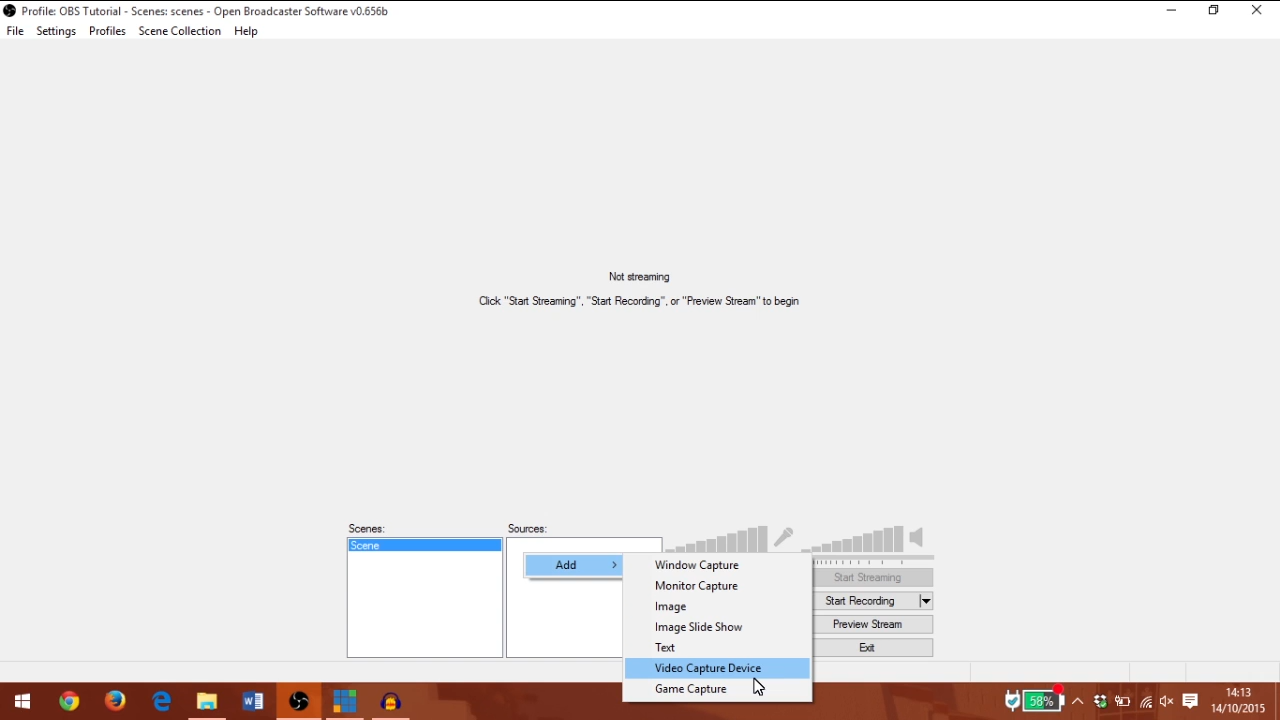 Profile: OBS Tutorial - Scenes: scenes - Open Broadcaster Software v0.656b
File Settings Profiles Scene Collection Help
Not streaming
Click "Start Streaming", "Start Recording", or "Preview Stream" to begin
Scenes:
Scene
Sources:
Add
Window Capture
Monitor Capture
Image
Image Slide Show
Text
Video Capture Device
Game Capture
Start Streaming
Start Recording
Preview Stream
Exit
58%
14:13
14/10/2015